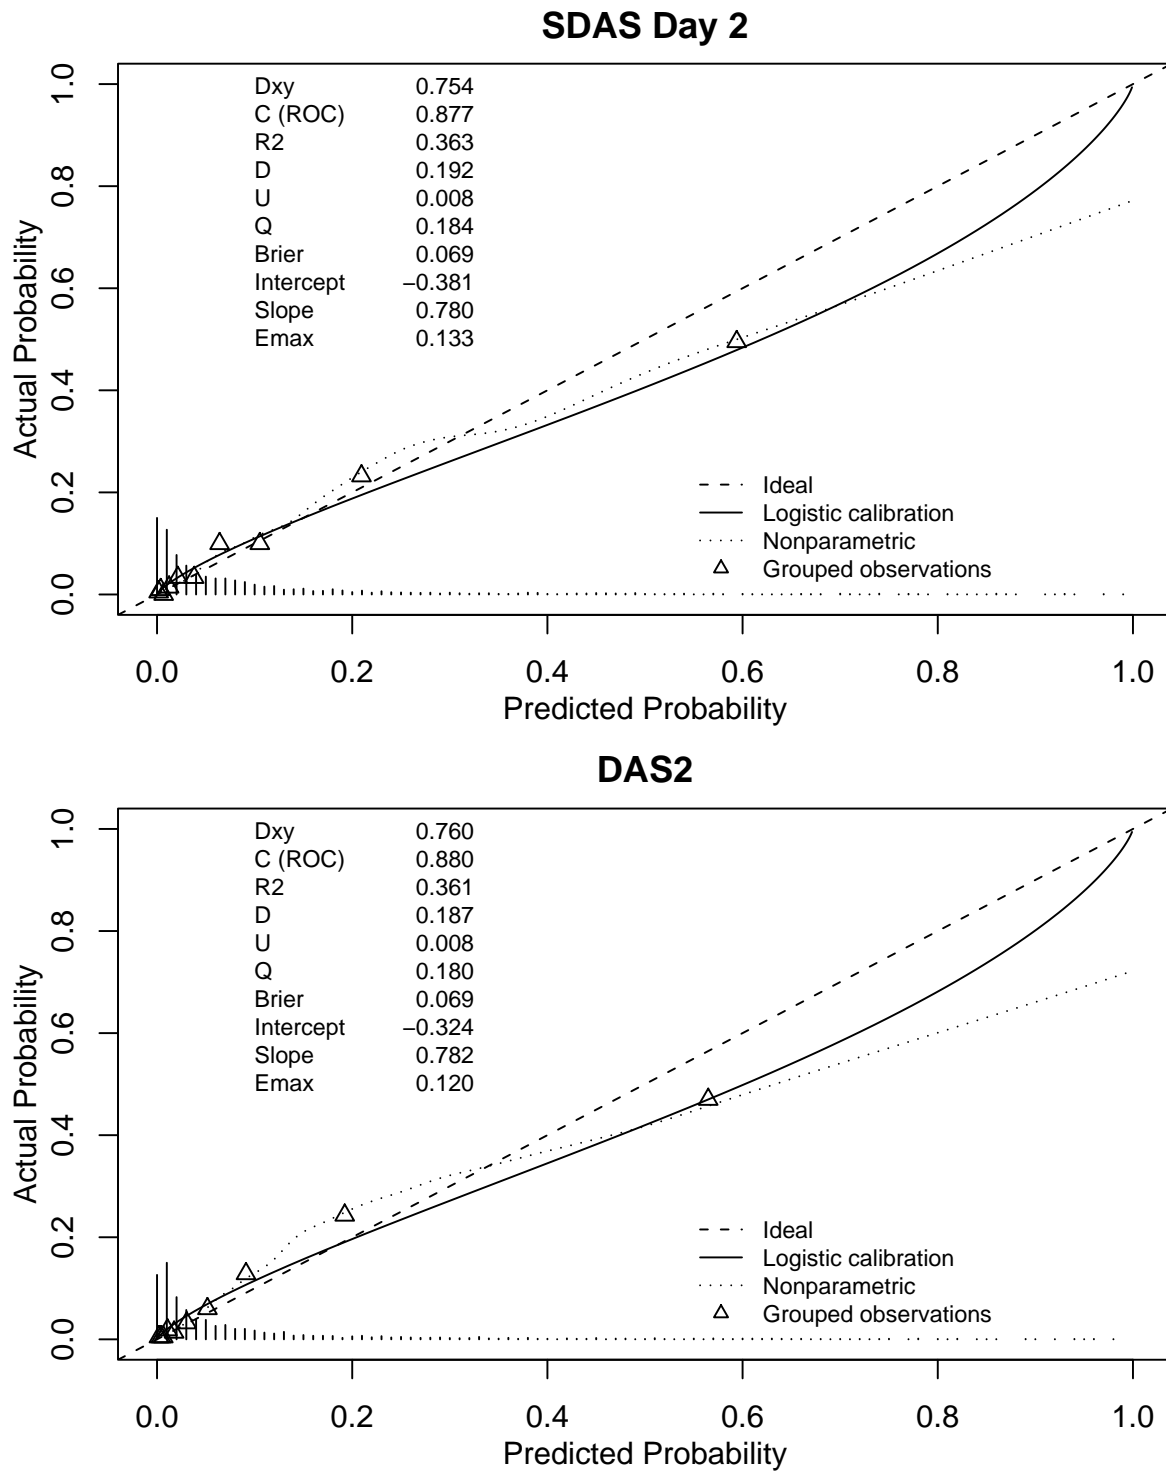 SDAS Day 2
Dxy 0.754
C (ROC) 0.877
R2 0.363
D 0.192
U 0.008
Q 0.184
Brier 0.069
Intercept −0.381
Slope 0.780
Emax 0.133
Actual Probability
1.0
0.8
0.6
0.4
0.2
0.0
Ideal
Logistic calibration
Nonparametric
Grouped observations
0.0 0.2 0.4 0.6 0.8 1.0
Predicted Probability
DAS2
Dxy 0.760
C (ROC) 0.880
R2 0.361
D 0.187
U 0.008
Q 0.180
Brier 0.069
Intercept −0.324
Slope 0.782
Emax 0.120
Actual Probability
1.0
0.8
0.6
0.4
0.2
0.0
Ideal
Logistic calibration
Nonparametric
Grouped observations
0.0 0.2 0.4 0.6 0.8 1.0
Predicted Probability